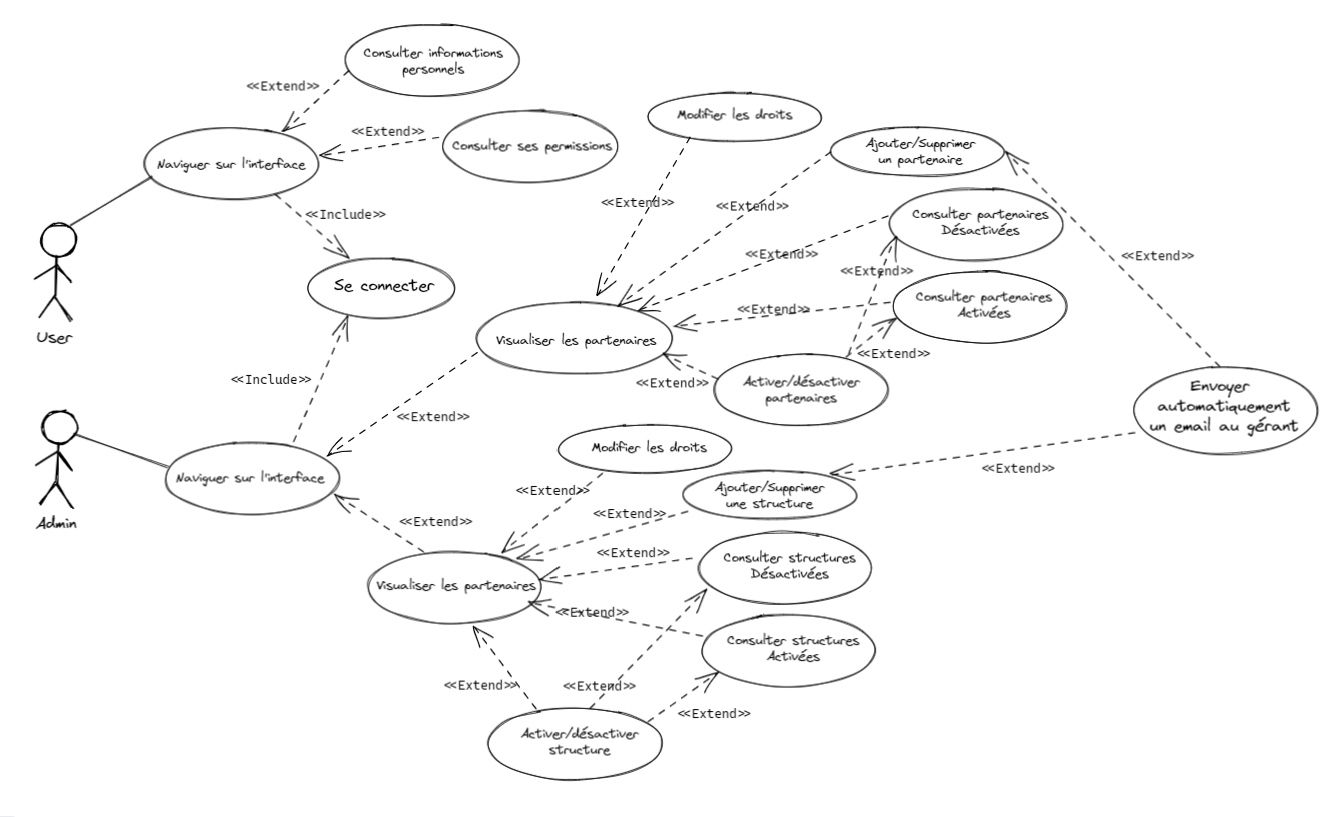 Consulter informations
personnels
<<Extend>>
<<Extend>>
Consulter ses permissions
Naviguer sur l'interface
<<Include>>
User
Se connecter
<<Include>>
Modifier les droits
Ajouter/Supprimer
un partenaire
<<Extend>>
<<Extend>>
Consulter partenaires
Désactivées
<<Extend>>
<<Extend>>
<<Extend>>
Consulter partenaires
Activées
<<Extend>>
<<Extend>>
Visualiser les partenaires
<<Extend>>
Activer/désactiver
partenaires
<<Extend>>
Envoyer
automatiquement
un email au gérant
<<Extend>>
Admin
Naviguer sur l'interface
<<Extend>>
Modifier les droits
<<Extend>>
Ajouter/Supprimer
une structure
<<Extend>>
<<Extend>>
Consulter structures
Désactivées
Visualiser les partenaires
<<Extend>>
Consulter structures
Activées
<<Extend>>
<<Extend>>
<<Extend>>
Activer/désactiver
structure